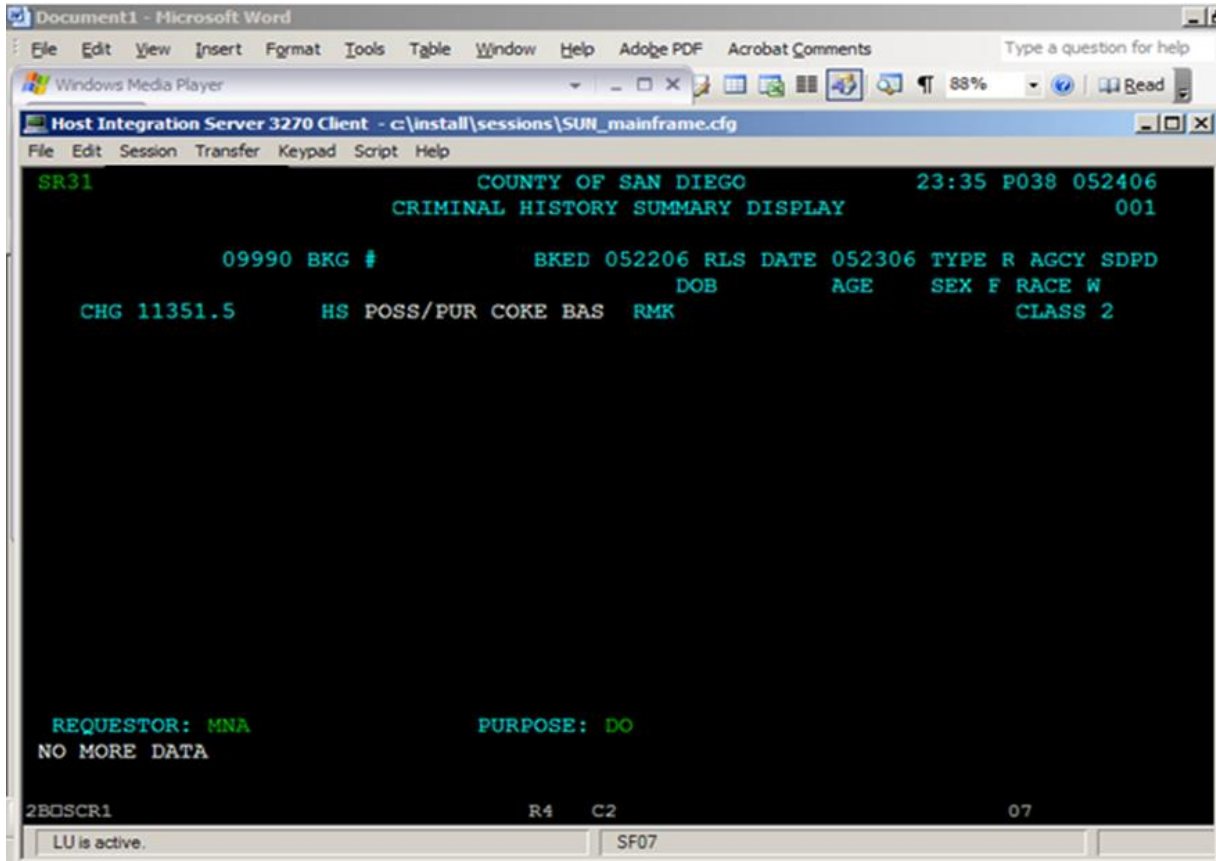 Document1 - Microsoft Word
File Edit View Insert Format Tools Table Window Help Adobe PDF Acrobat Comments Type a question for help
Windows Media Player 88% Read
Host Integration Server 3270 Client - c:\install\sessions\SUN_mainframe.cfg
File Edit Session Transfer Keypad Script Help
SR31 COUNTY OF SAN DIEGO 23:35 P038 052406
CRIMINAL HISTORY SUMMARY DISPLAY 001
09990 BKG # BKED 052206 RLS DATE 052306 TYPE R AGCY SDPD
DOB AGE SEX F RACE W
CHG 11351.5 HS POSS/PUR COKE BAS RMK CLASS 2
REQUESTOR: MNA PURPOSE: DO
NO MORE DATA
2B□SCR1 R4 C2 07
LU is active. SF07